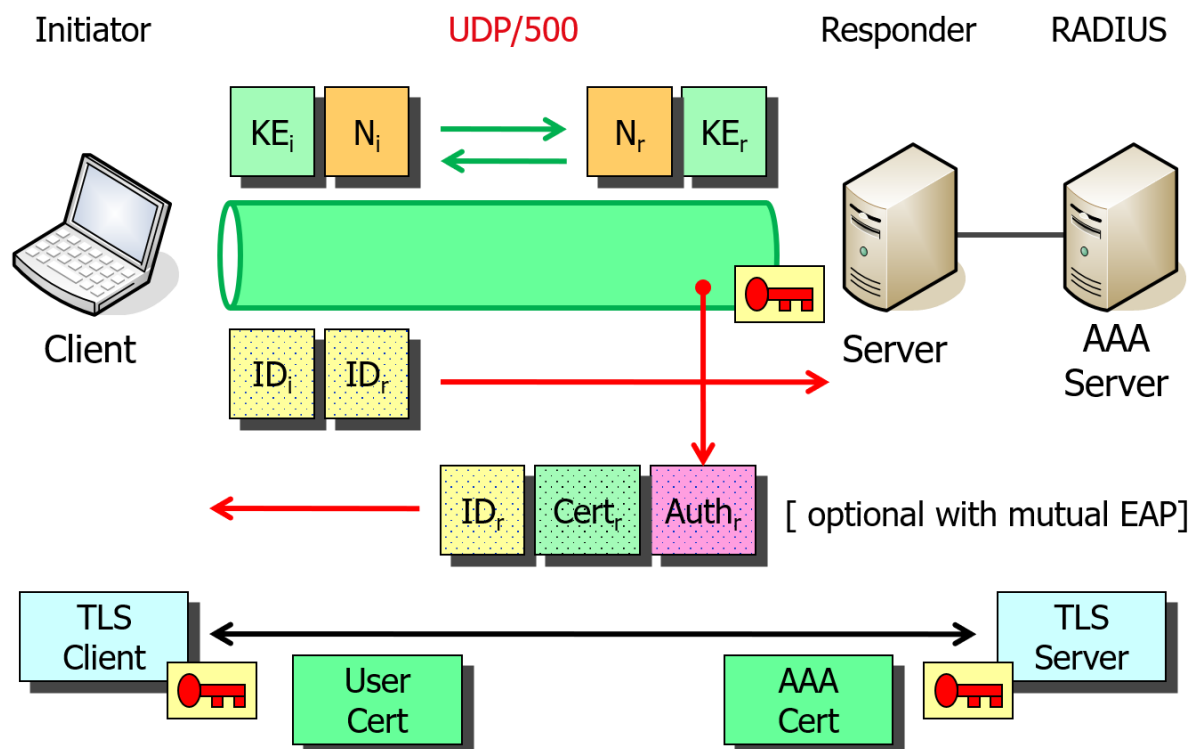 Initiator
UDP/500
Responder
RADIUS
KEi
Ni
Nr
KEr
Client
Server
AAA
Server
IDi
IDr
IDr
Certr
Authr
[ optional with mutual EAP]
TLS
Client
TLS
Server
User
Cert
AAA
Cert